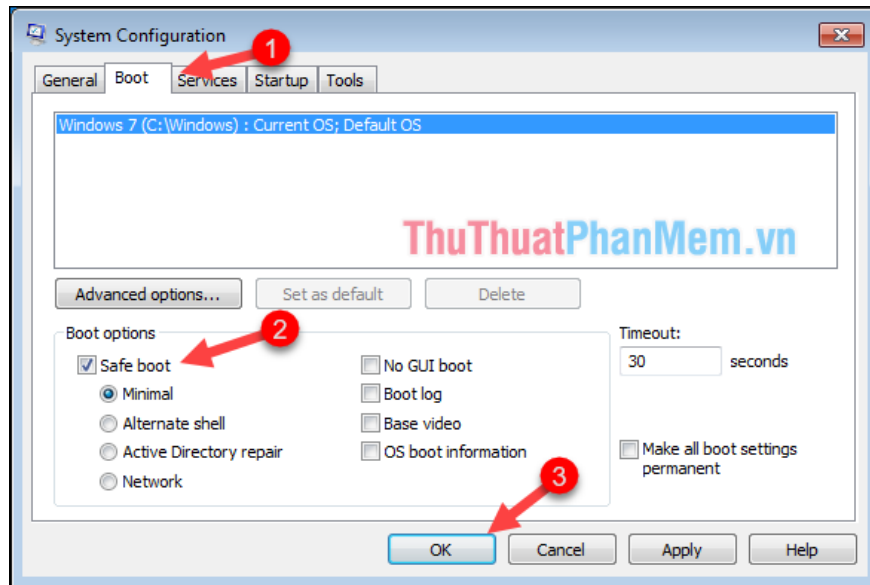 System Configuration
1
General Boot Services Startup Tools
Windows 7 (C:\Windows) : Current OS; Default OS
ThuThuatPhanMem.vn
Advanced options... Set as default Delete
2
Boot options
Timeout:
Safe boot No GUI boot 30 seconds
Minimal Boot log
Alternate shell Base video
Active Directory repair OS boot information Make all boot settings
permanent
Network
3
OK Cancel Apply Help